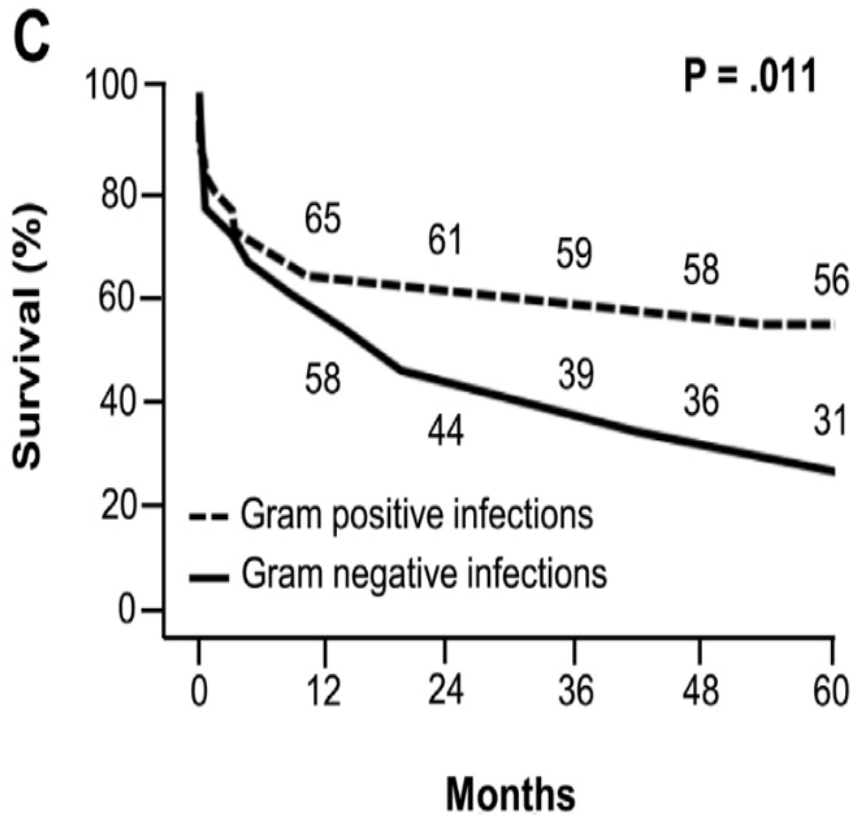 C
P = .011
100
80
60
40
20
0
Survival (%)
65 61 59 58 56
58 44 39 36 31
Gram positive infections
Gram negative infections
0 12 24 36 48 60
Months